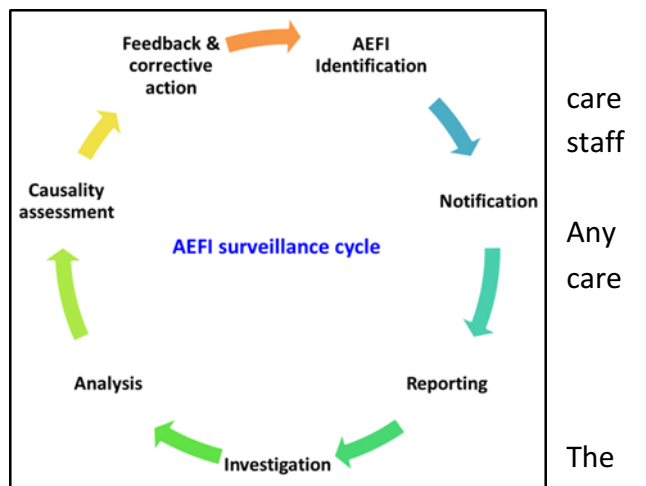 Feedback &
corrective
action
AEFI
Identification
Notification
Reporting
Investigation
Analysis
Causality
assessment
AEFI surveillance cycle
care
staff
Any
care
The